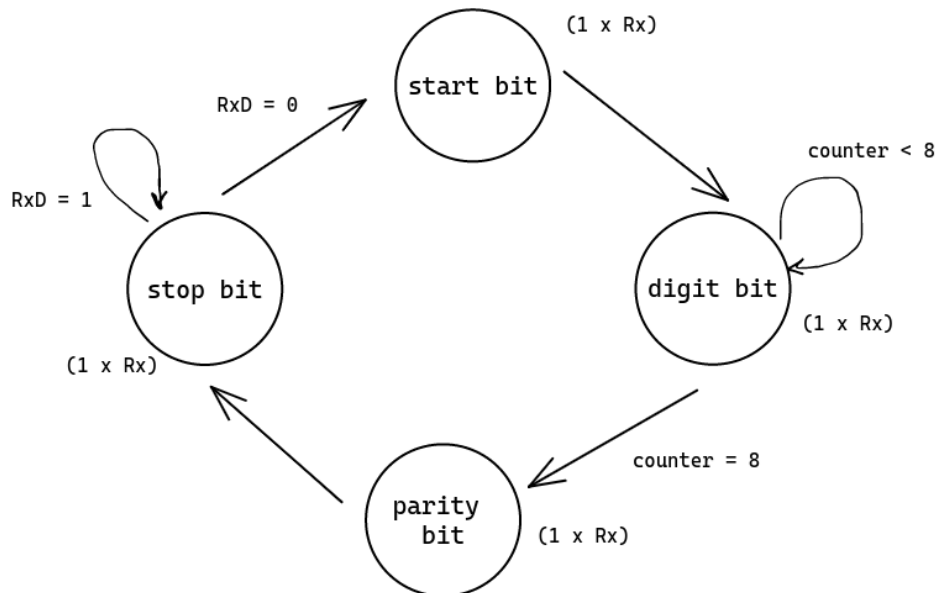 (1 x Rx)
start bit
RxD = 0
counter < 8
RxD = 1
stop bit
digit bit
(1 x Rx)
(1 x Rx)
counter = 8
parity
bit
(1 x Rx)